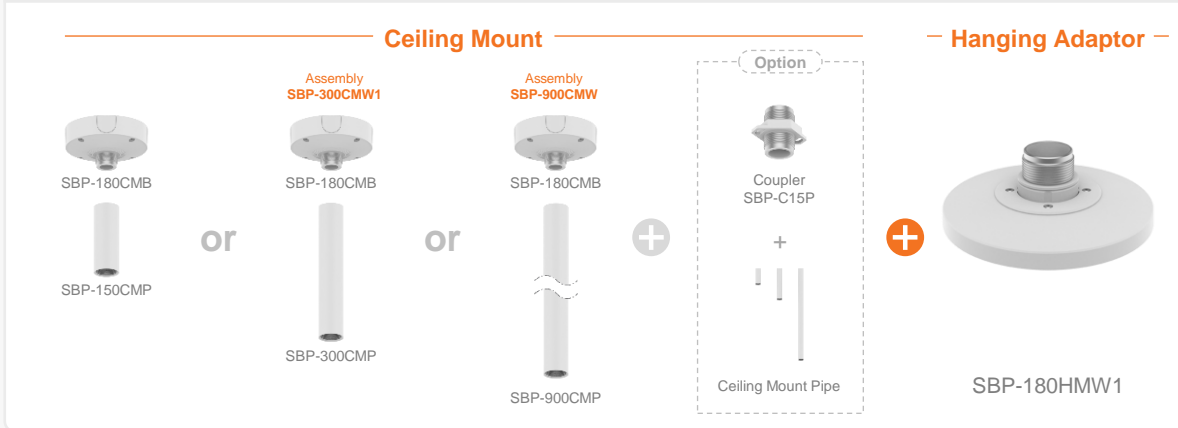 Ceiling Mount
Hanging Adaptor
Option
Assembly
SBP-300CMW1
Assembly
SBP-900CMW
SBP-180CMB
SBP-180CMB
SBP-180CMB
Coupler
SBP-C15P
or
or
+
SBP-150CMP
SBP-300CMP
SBP-900CMP
Ceiling Mount Pipe
SBP-180HMW1